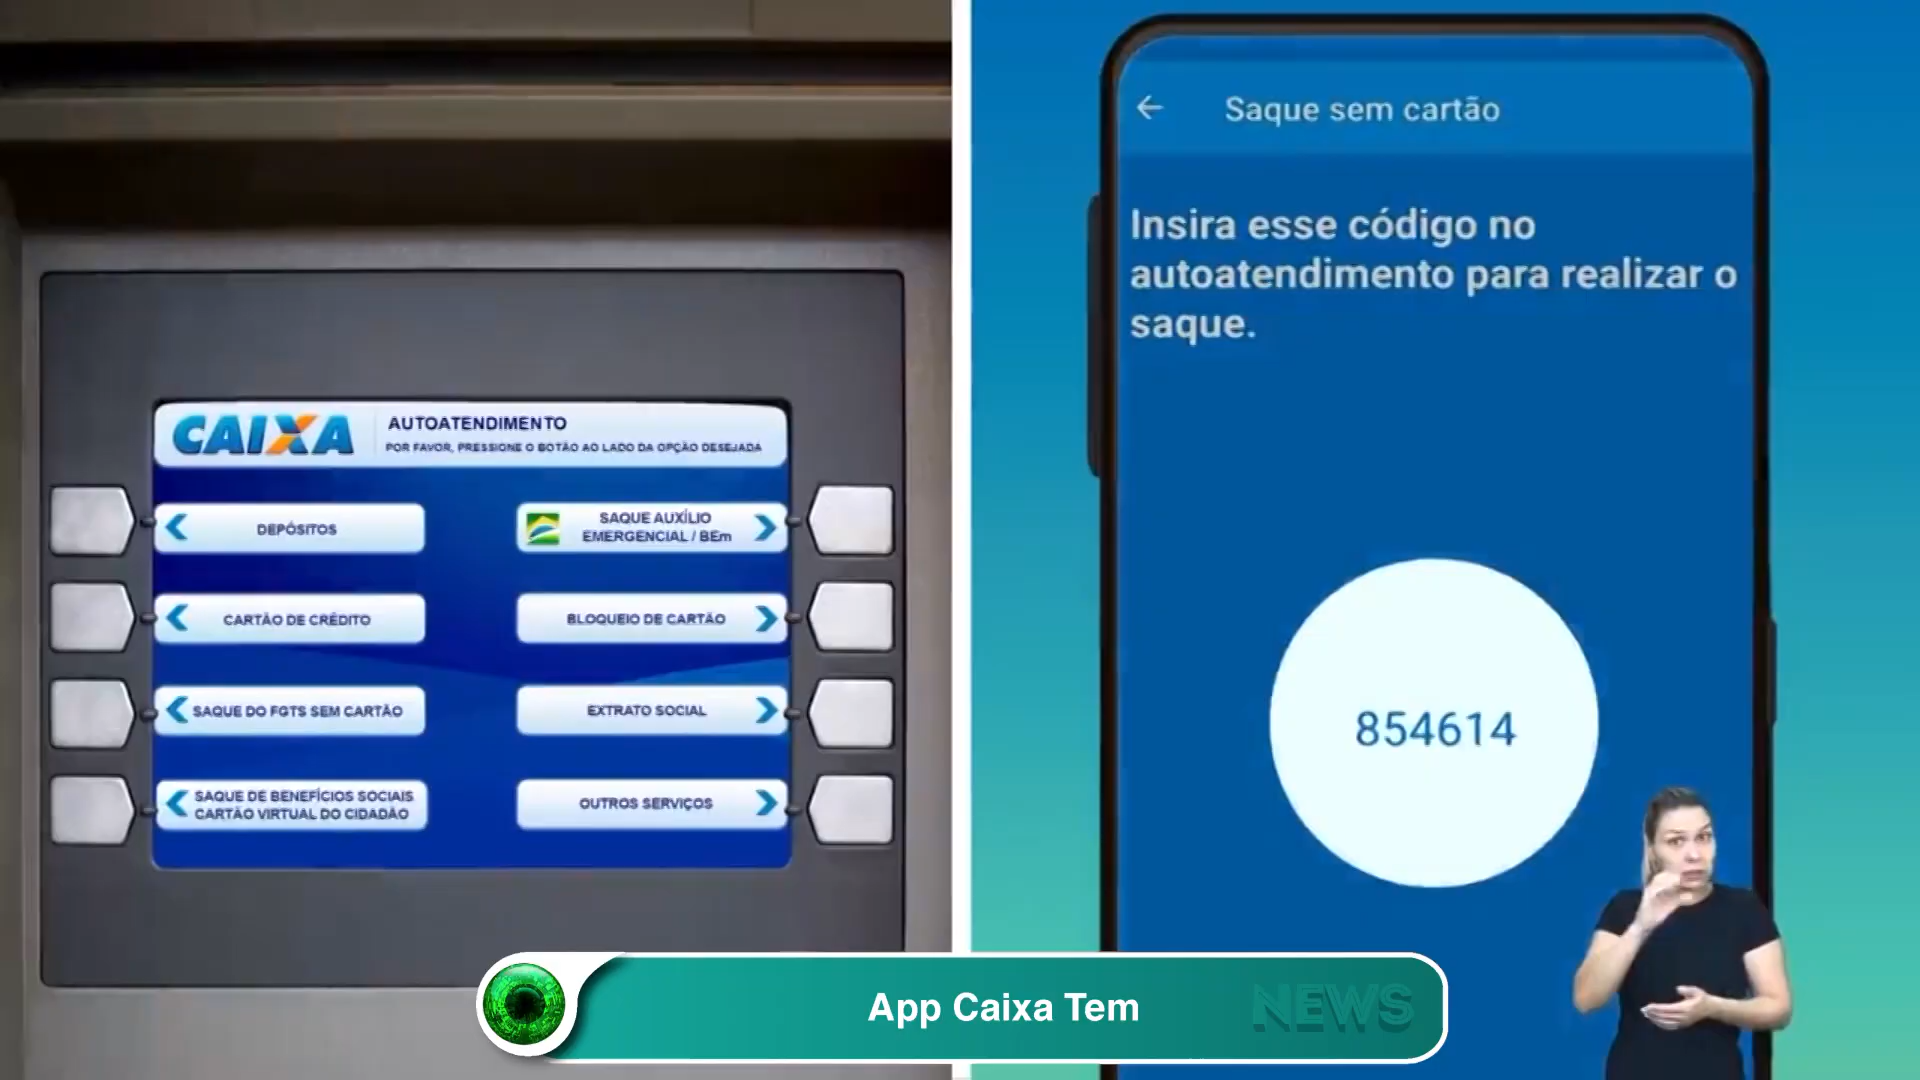 CAIXA
AUTOATENDIMENTO
POR FAVOR, PRESSIONE O BOTÃO AO LADO DA OPÇÃO DESEJADA
DEPÓSITOS
SAQUE AUXÍLIO
EMERGENCIAL / BEm
CARTÃO DE CRÉDITO
BLOQUEIO DE CARTÃO
SAQUE DO FGTS SEM CARTÃO
EXTRATO SOCIAL
SAQUE DE BENEFÍCIOS SOCIAIS
CARTÃO VIRTUAL DO CIDADÃO
OUTROS SERVIÇOS
Saque sem cartão
Insira esse código no
autoatendimento para realizar o
saque.
854614
App Caixa Tem
NEWS